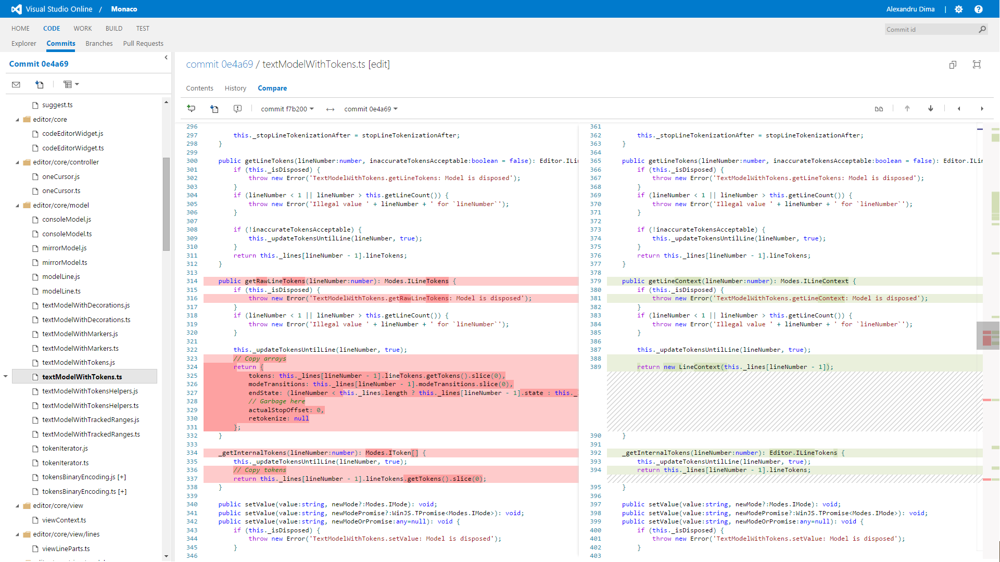 Visual Studio Online / Monaco
Alexandru Dima |
HOME CODE WORK BUILD TEST
Commit id
Explorer Commits Branches Pull Requests
Commit 0e4a69
suggest.ts
editor/core
codeEditorWidget.js
codeEditorWidget.ts
editor/core/controller
oneCursor.js
oneCursor.ts
editor/core/model
consoleModel.js
consoleModel.ts
mirrorModel.js
mirrorModel.ts
modelLine.js
modelLine.ts
textModelWithDecorations.js
textModelWithDecorations.ts
textModelWithMarkers.js
textModelWithMarkers.ts
textModelWithTokens.js
textModelWithTokens.ts
textModelWithTokensHelpers.js
textModelWithTokensHelpers.ts
textModelWithTrackedRanges.js
textModelWithTrackedRanges.ts
tokenIterator.js
tokenIterator.ts
tokensBinaryEncoding.js [+]
tokensBinaryEncoding.ts [+]
editor/core/view
viewContext.ts
editor/core/view/lines
viewLineParts.ts
commit 0e4a69 / textModelWithTokens.ts [edit]
Contents History Compare
commit f7b200 ↔ commit 0e4a69
296
297 this._stopLineTokenizationAfter = stopLineTokenizationAfter;
298 }
299
300 public getLineTokens(lineNumber:number, inaccurateTokensAcceptable:boolean = false): Editor.ILi
301 if (this._isDisposed) {
302 throw new Error('TextModelWithTokens.getLineTokens: Model is disposed');
303 }
304 if (lineNumber < 1 || lineNumber > this.getLineCount()) {
305 throw new Error('Illegal value ' + lineNumber + ' for `lineNumber`');
306 }
307
308 if (!inaccurateTokensAcceptable) {
309 this._updateTokensUntilLine(lineNumber, true);
310 }
311 return this._lines[lineNumber - 1].lineTokens;
312 }
313
314 public getRawLineTokens(lineNumber:number): Modes.ILineTokens {
315 if (this._isDisposed) {
316 throw new Error('TextModelWithTokens.getRawLineTokens: Model is disposed');
317 }
318 if (lineNumber < 1 || lineNumber > this.getLineCount()) {
319 throw new Error('Illegal value ' + lineNumber + ' for `lineNumber`');
320 }
321
322 this._updateTokensUntilLine(lineNumber, true);
323 // Copy arrays
324 return {
325 tokens: this._lines[lineNumber - 1].lineTokens.getTokens().slice(0),
326 modeTransitions: this._lines[lineNumber - 1].modeTransitions.slice(0),
327 endState: (lineNumber < this._lines.length ? this._lines[lineNumber - 1].state : this._
328 // Garbage here
329 actualStopOffset: 0,
330 retokenize: null
331 };
332 }
333
334 _getInternalTokens(lineNumber:number): Modes.IToken[] {
335 this._updateTokensUntilLine(lineNumber, true);
336 // Copy tokens
337 return this._lines[lineNumber - 1].lineTokens.getTokens().slice(0);
338 }
339
340 public setValue(value:string, newMode?:Modes.IMode): void;
341 public setValue(value:string, newModePromise?:WinJS.TPromise<Modes.IMode>): void;
342 public setValue(value:string, newModeOrPromise:any=null): void {
343 if (this._isDisposed) {
344 throw new Error('TextModelWithTokens.setValue: Model is disposed');
345 }
346
361
362 this._stopLineTokenizationAfter = stopLineTokenizationAfter;
363 }
364
365 public getLineTokens(lineNumber:number, inaccurateTokensAcceptable:boolean = false): Editor.ILi
366 if (this._isDisposed) {
367 throw new Error('TextModelWithTokens.getLineTokens: Model is disposed');
368 }
369 if (lineNumber < 1 || lineNumber > this.getLineCount()) {
370 throw new Error('Illegal value ' + lineNumber + ' for `lineNumber`');
371 }
372
373 if (!inaccurateTokensAcceptable) {
374 this._updateTokensUntilLine(lineNumber, true);
375 }
376 return this._lines[lineNumber - 1].lineTokens;
377 }
378
379 public getLineContext(lineNumber:number): Modes.ILineContext {
380 if (this._isDisposed) {
381 throw new Error('TextModelWithTokens.getLineContext: Model is disposed');
382 }
383 if (lineNumber < 1 || lineNumber > this.getLineCount()) {
384 throw new Error('Illegal value ' + lineNumber + ' for `lineNumber`');
385 }
386
387 this._updateTokensUntilLine(lineNumber, true);
388
389 return new LineContext(this._lines[lineNumber - 1]);
390 }
391
392 _getInternalTokens(lineNumber:number): Editor.ILineTokens {
393 this._updateTokensUntilLine(lineNumber, true);
394 return this._lines[lineNumber - 1].lineTokens;
395 }
396
397 public setValue(value:string, newMode?:Modes.IMode): void;
398 public setValue(value:string, newModePromise?:WinJS.TPromise<Modes.IMode>): void;
399 public setValue(value:string, newModeOrPromise:any=null): void {
400 if (this._isDisposed) {
401 throw new Error('TextModelWithTokens.setValue: Model is disposed');
402 }
403